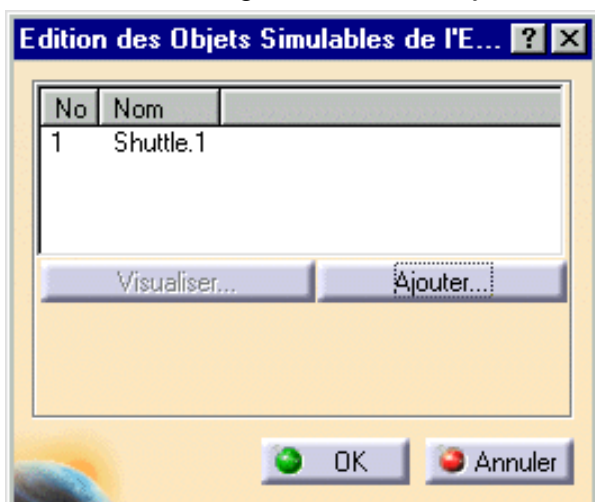 Edition des Objets Simulables de l'E... ? ×
No Nom
1 Shuttle.1
Visualiser... Ajouter...
OK Annuler